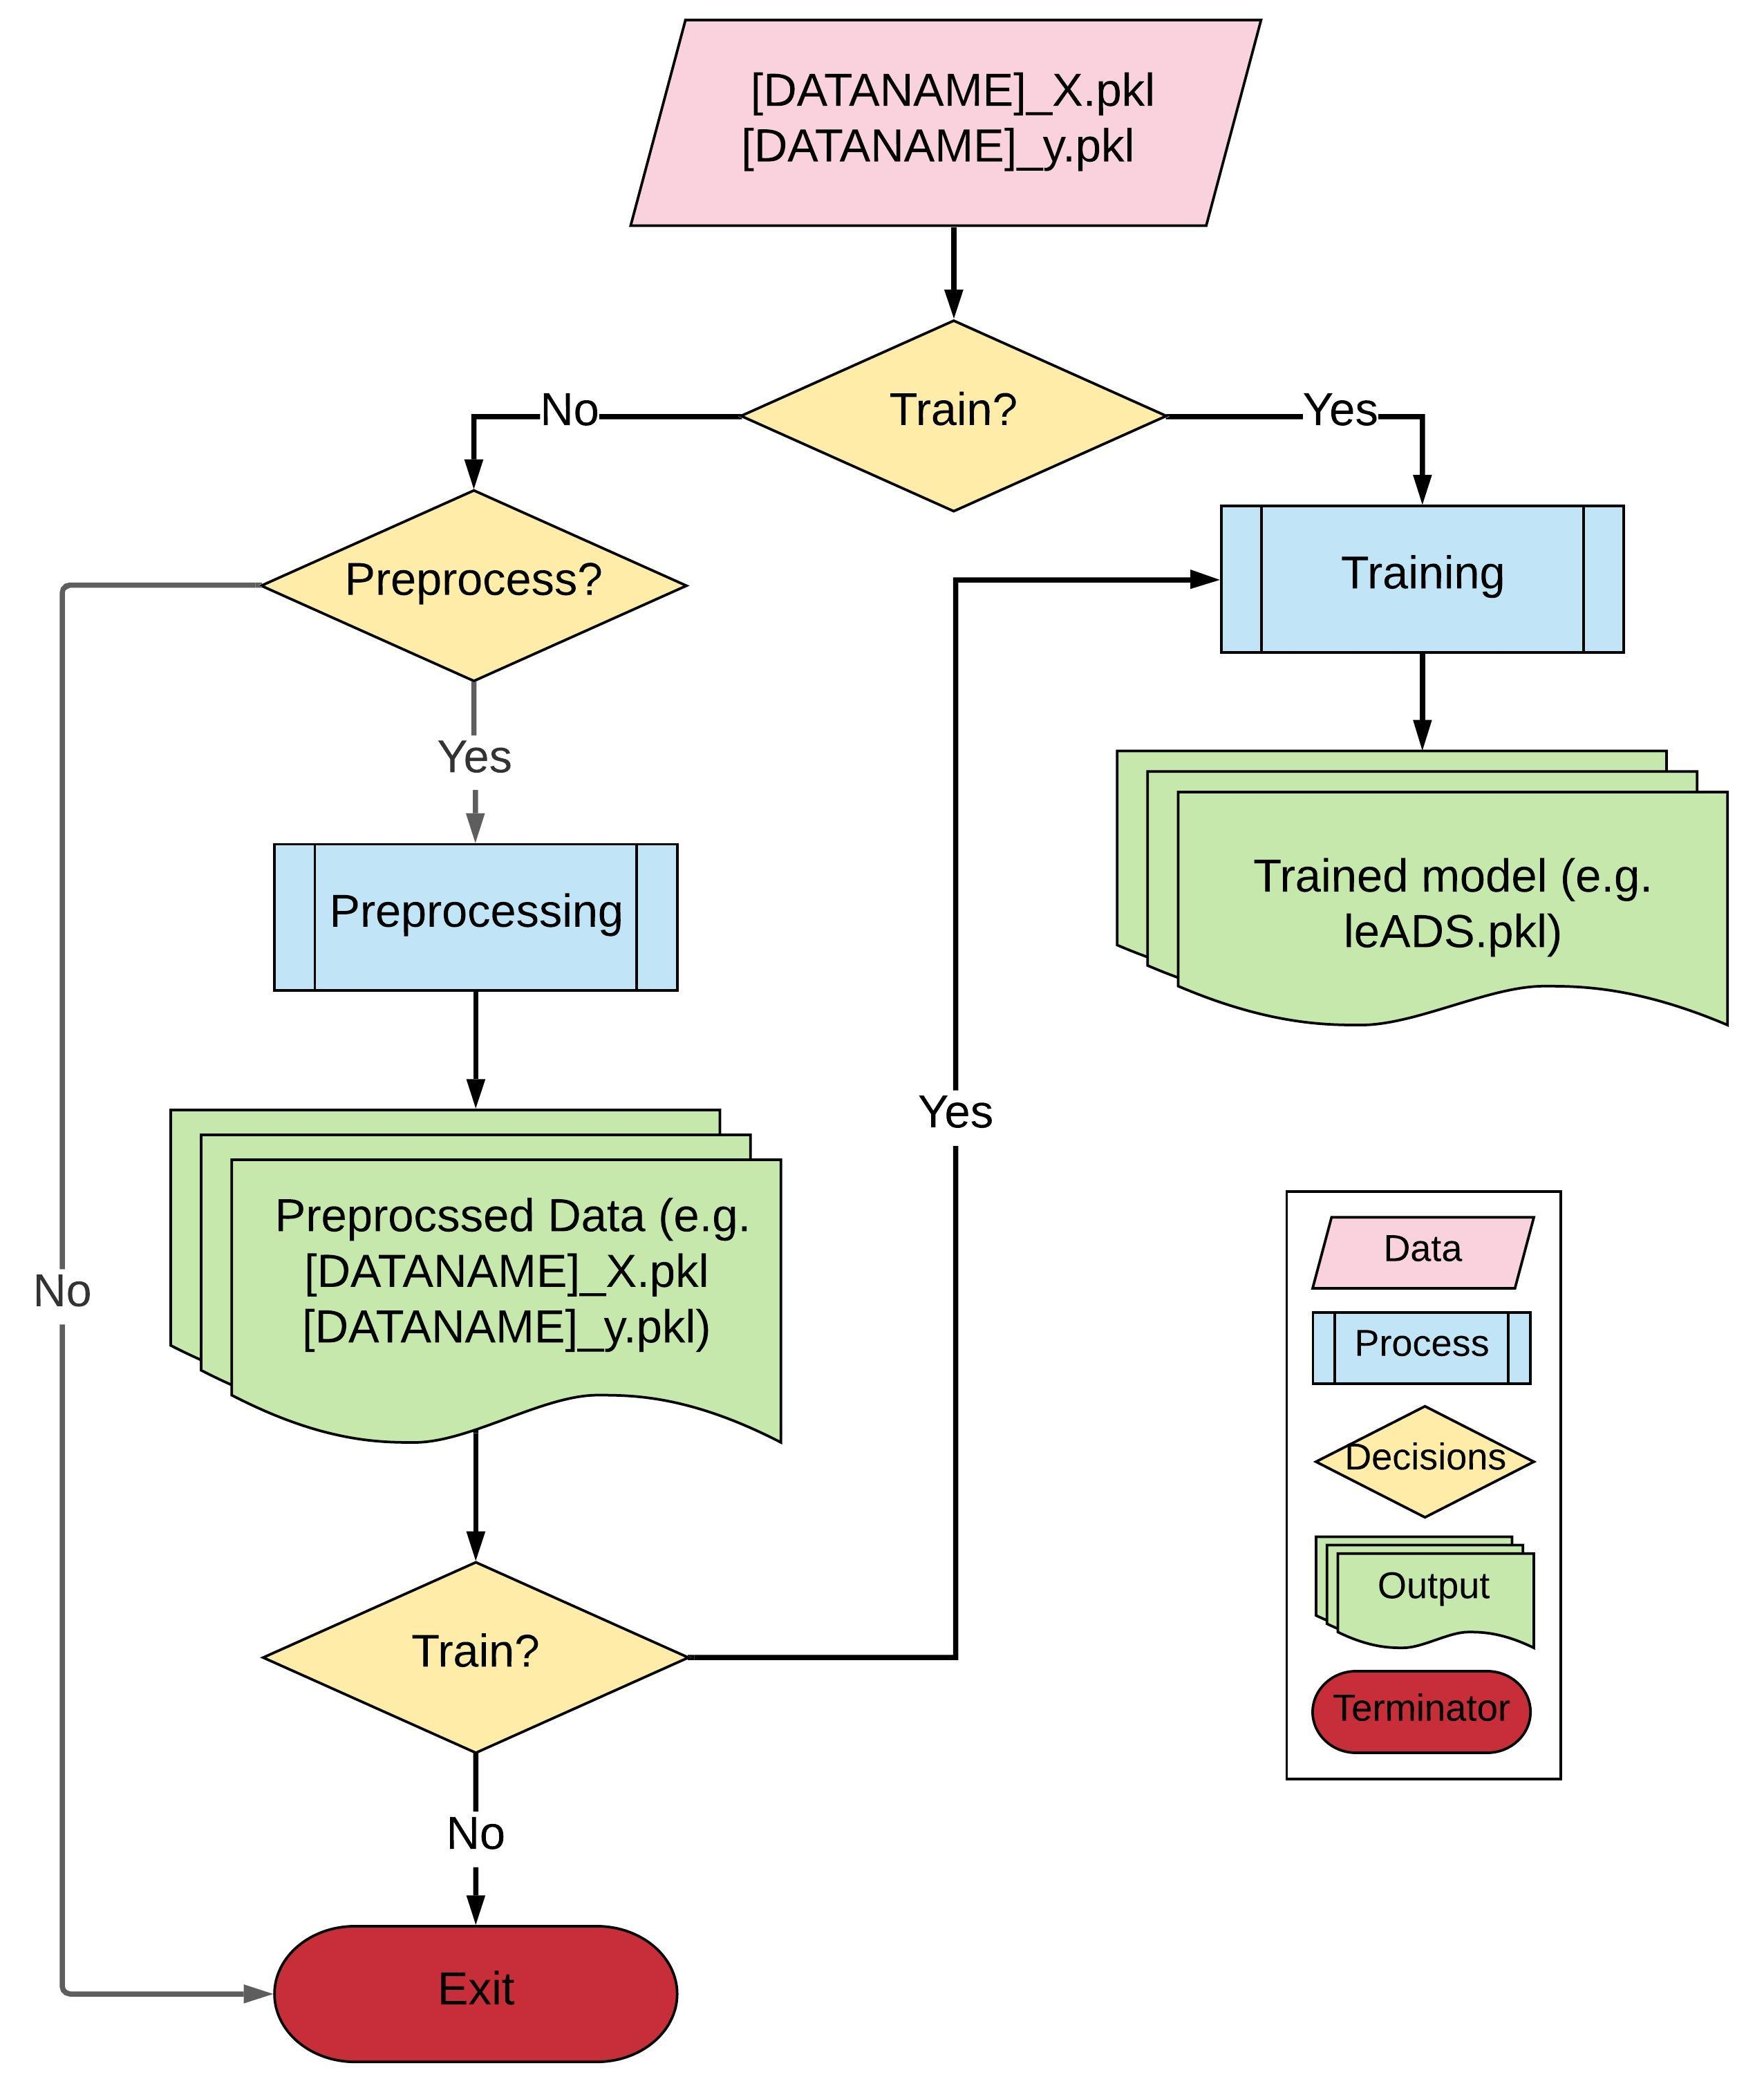 [DATANAME]_X.pkl
[DATANAME]_y.pkl
Train?
No
Yes
Preprocess?
Training
Yes
Preprocessing
Trained model (e.g.
leADS.pkl)
Yes
Preprocssed Data (e.g.
[DATANAME]_X.pkl
[DATANAME]_y.pkl)
No
Train?
No
Exit
Data
Process
Decisions
Output
Terminator